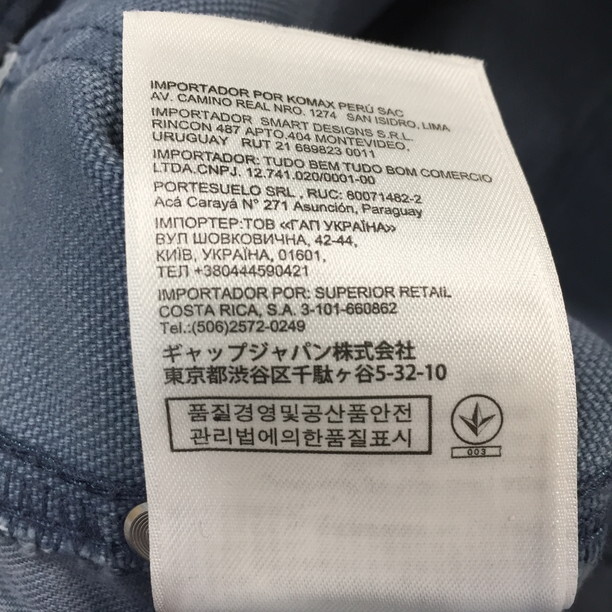 IMPORTADOR POR KOMAX PERÚ SAC
AV. CAMINO REAL NRO. 1274 SAN ISIDRO, LIMA
IMPORTADOR SMART DESIGNS S.R.L.
RINCON 487 APTO.404 MONTEVIDEO,
URUGUAY RUT 21 689823 0011
IMPORTADOR: TUDO BEM TUDO BOM COMERCIO
LTDA.CNPJ. 12.741.020/0001-00
PORTESUELO SRL , RUC: 80071482-2
Acá Carayá N° 271 Asunción, Paraguay
ІМПОРТЕР:ТОВ «ГАП УКРАЇНА»
ВУЛ ШОВКОВИЧНА, 42-44,
КИЇВ, УКРАЇНА, 01601,
ТЕЛ +380444590421
IMPORTADOR POR: SUPERIOR RETAIL
COSTA RICA, S.A. 3-101-660862
Tel.:(506)2572-0249
ギャップジャパン株式会社
東京都渋谷区千駄ヶ谷5-32-10
품질경영및공산품안전
관리법에의한품질표시
003